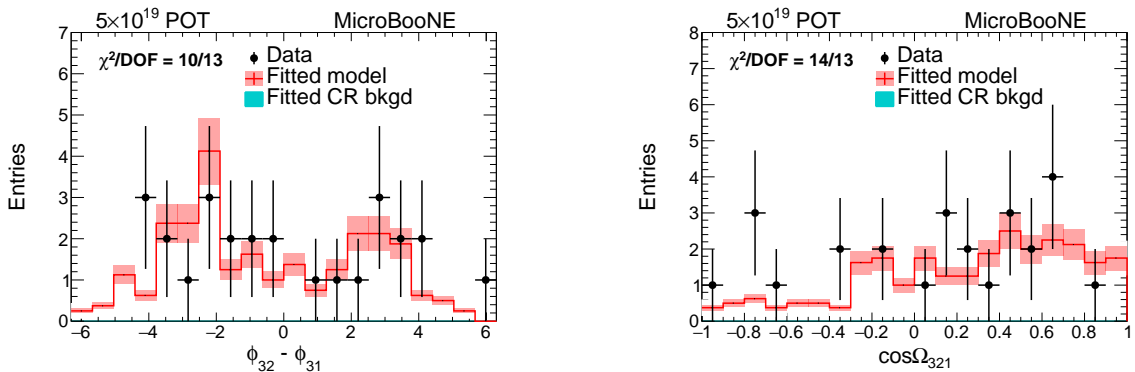 5×10¹⁹ POT MicroBooNE
χ²/DOF = 10/13
Data
Fitted model
Fitted CR bkgd
Entries
7
6
5
4
3
2
1
0
−6 −4 −2 0 2 4 6
ϕ₃₂ - ϕ₃₁
5×10¹⁹ POT MicroBooNE
χ²/DOF = 14/13
Data
Fitted model
Fitted CR bkgd
Entries
8
7
6
5
4
3
2
1
0
−1 −0.8 −0.6 −0.4 −0.2 0 0.2 0.4 0.6 0.8 1
cosΩ₃₂₁